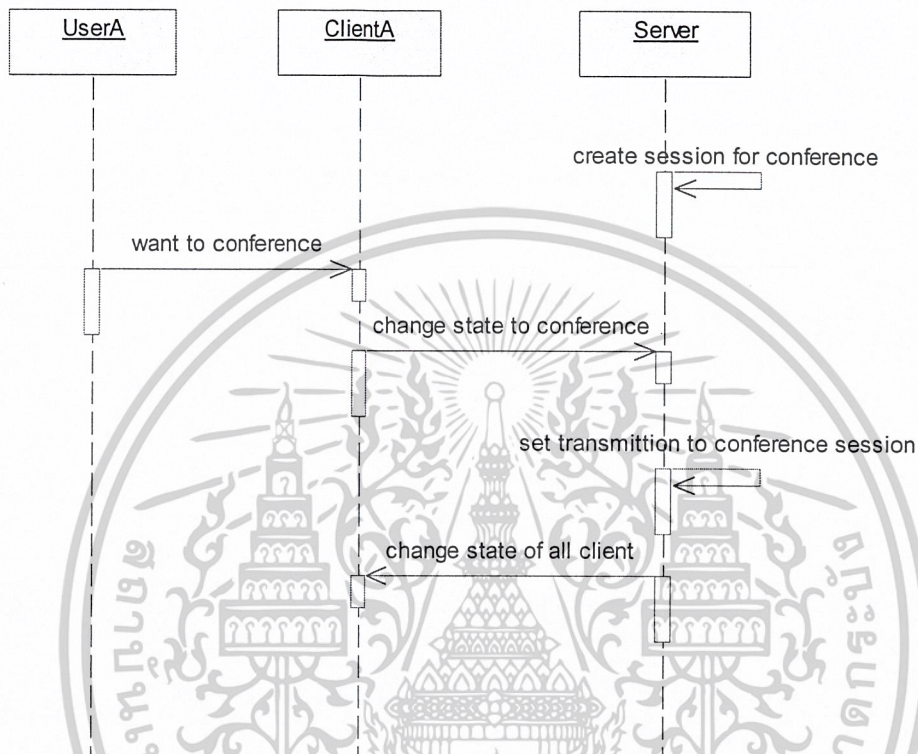 UserA
ClientA
Server
create session for conference
want to conference
change state to conference
set transmittion to conference session
change state of all client